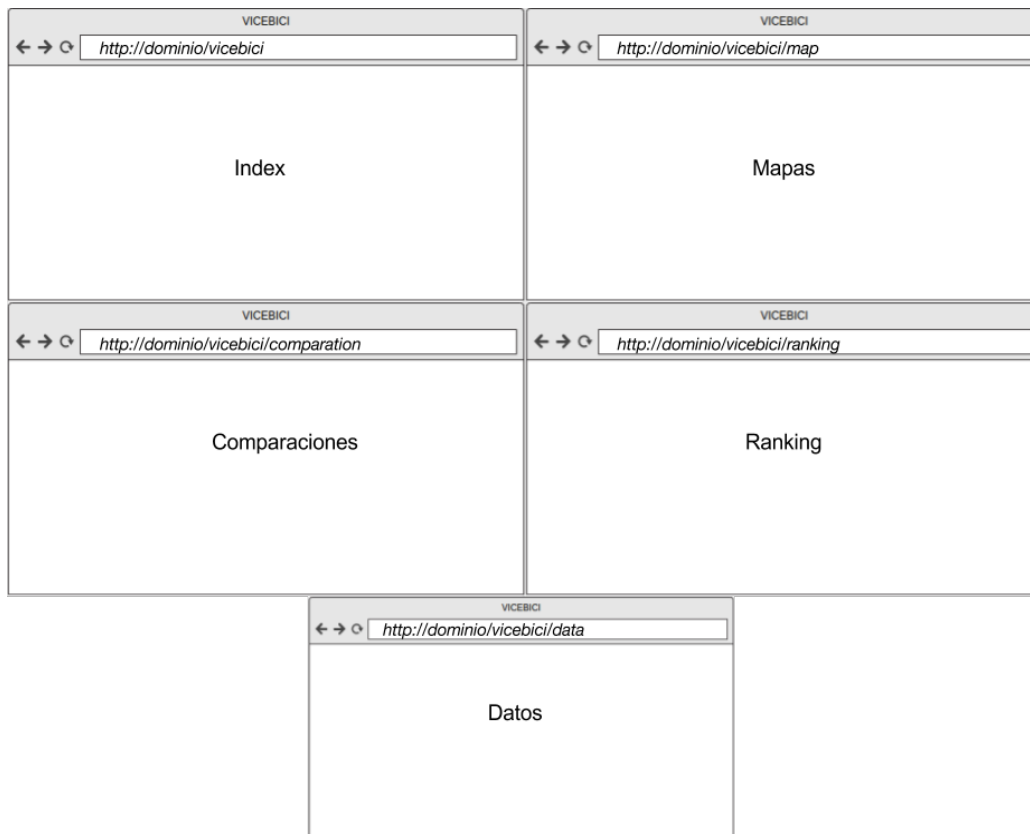 VICEBICI
http://dominio/vicebici
Index
VICEBICI
http://dominio/vicebici/map
Mapas
VICEBICI
http://dominio/vicebici/comparation
Comparaciones
VICEBICI
http://dominio/vicebici/ranking
Ranking
VICEBICI
http://dominio/vicebici/data
Datos